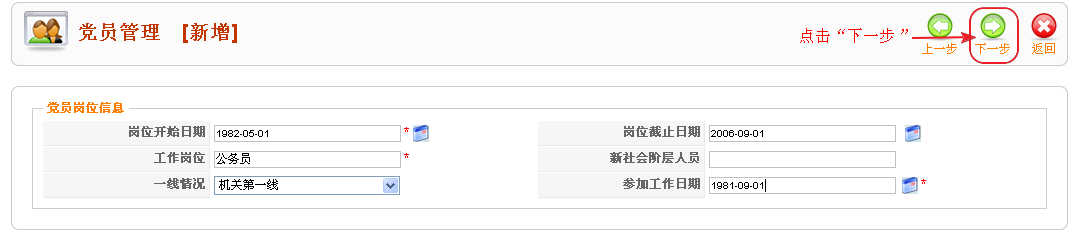 党员管理 [新增]
点击“下一步 ”
上一步 下一步 返回
党员岗位信息
岗位开始日期 1982-05-01 * 岗位截止日期 2006-09-01
工作岗位 公务员 * 新社会阶层人员
一线情况 机关第一线 参加工作日期 1981-09-01 *